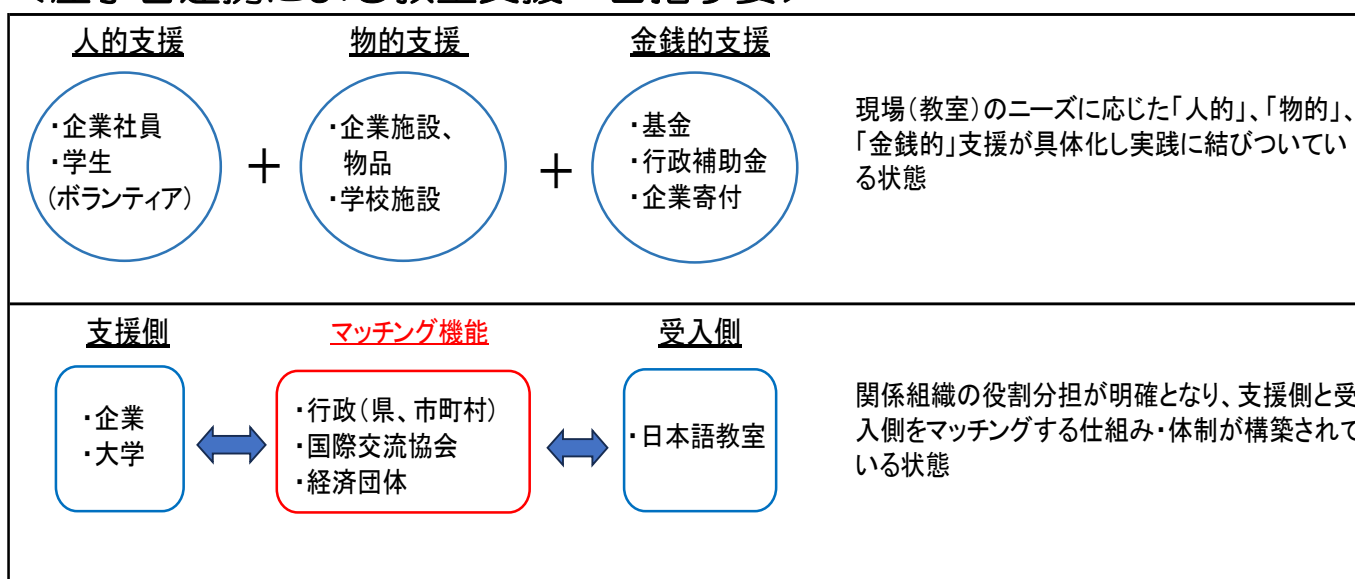 人的支援
物的支援
金銭的支援
・企業社員
・学生
(ボランティア)
＋
・企業施設、
物品
・学校施設
＋
・基金
・行政補助金
・企業寄付
現場(教室)のニーズに応じた「人的」、「物的」、
「金銭的」支援が具体化し実践に結びついてい
る状態
支援側
マッチング機能
受入側
・企業
・大学
・行政(県、市町村)
・国際交流協会
・経済団体
・日本語教室
関係組織の役割分担が明確となり、支援側と受
入側をマッチングする仕組み・体制が構築されて
いる状態